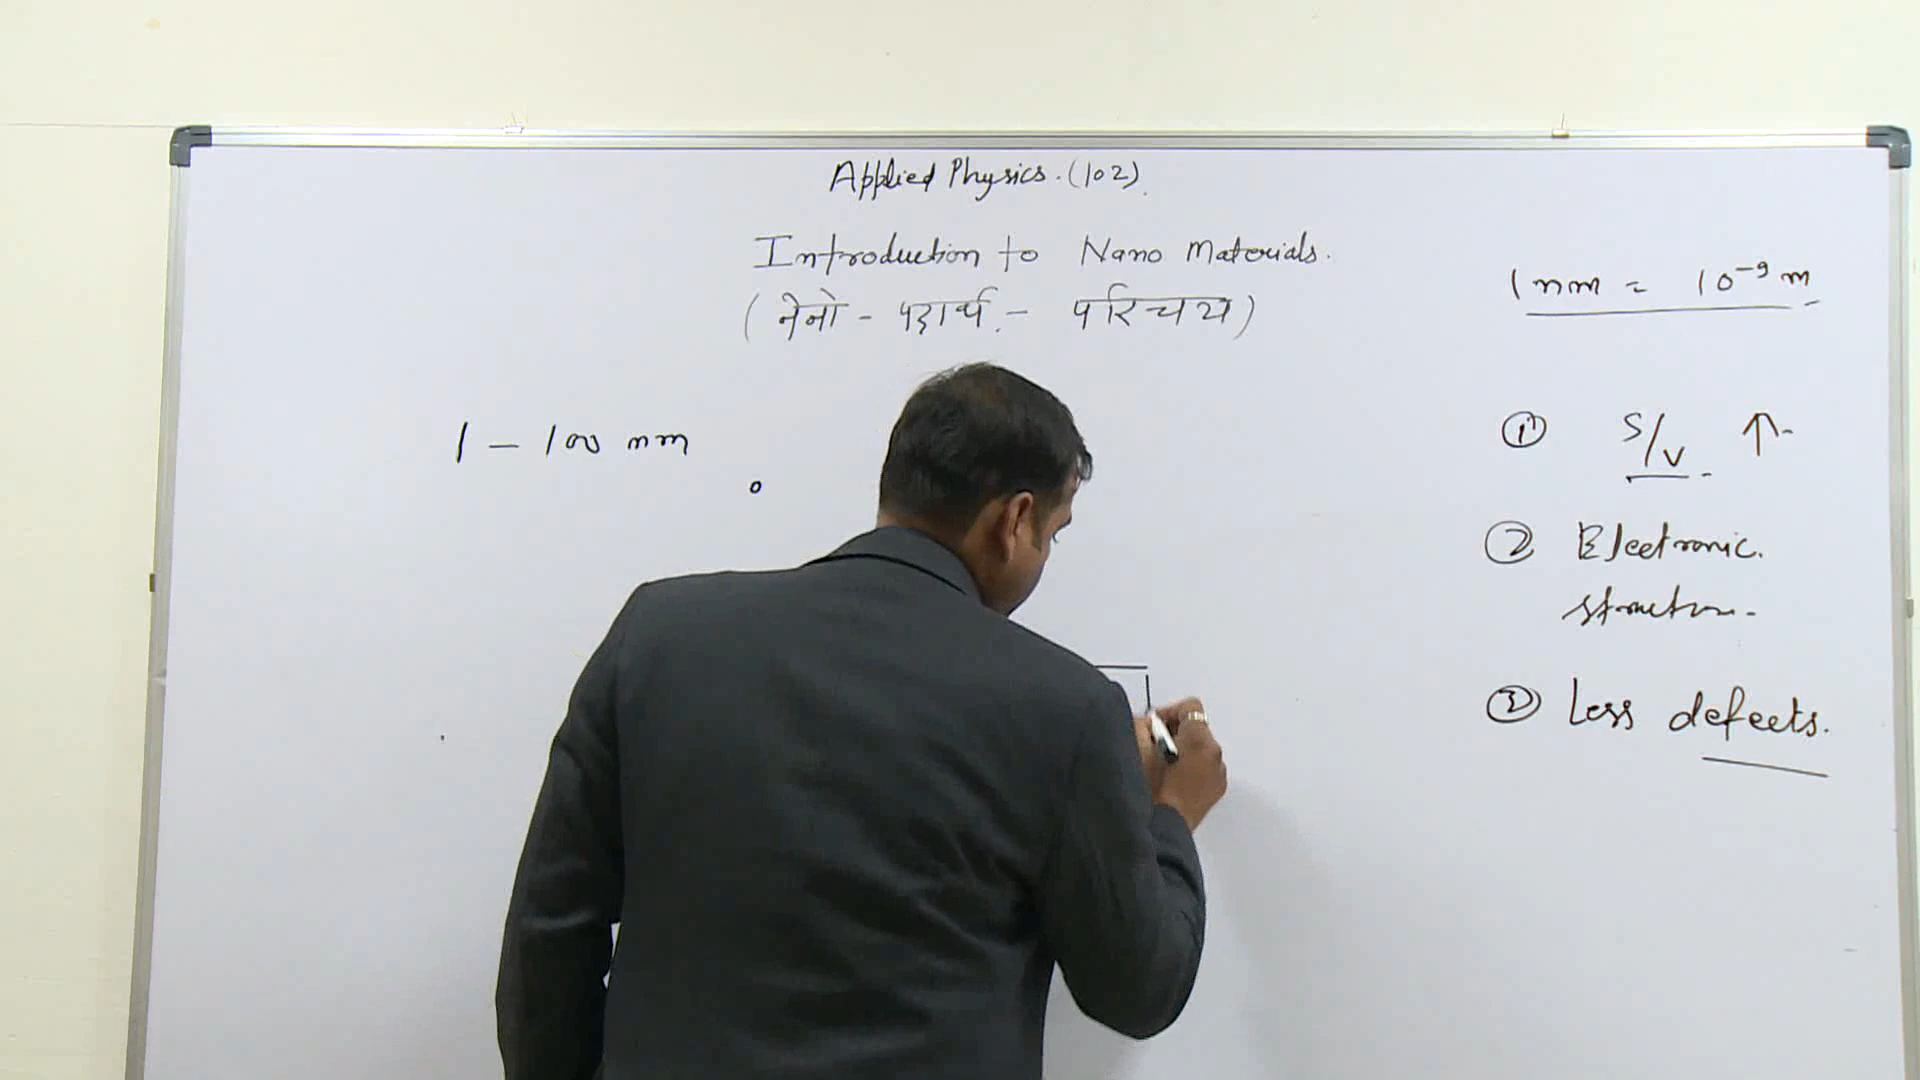 Applied Physics.(102)
Introduction to Nano Materials.
(नेनो - पदार्थ. - परिचय)
1 nm = 10⁻⁹ m
1 - 100 nm
① S/V ↑
② Electronic.
structure
③ Less defects.